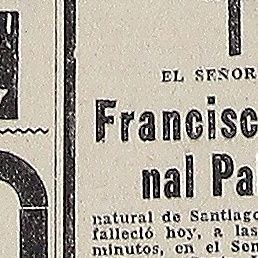 EL SEÑOR
Francisc
nal Pa
natural de Santiago
falleció hoy, a las
minutos, en el Sen